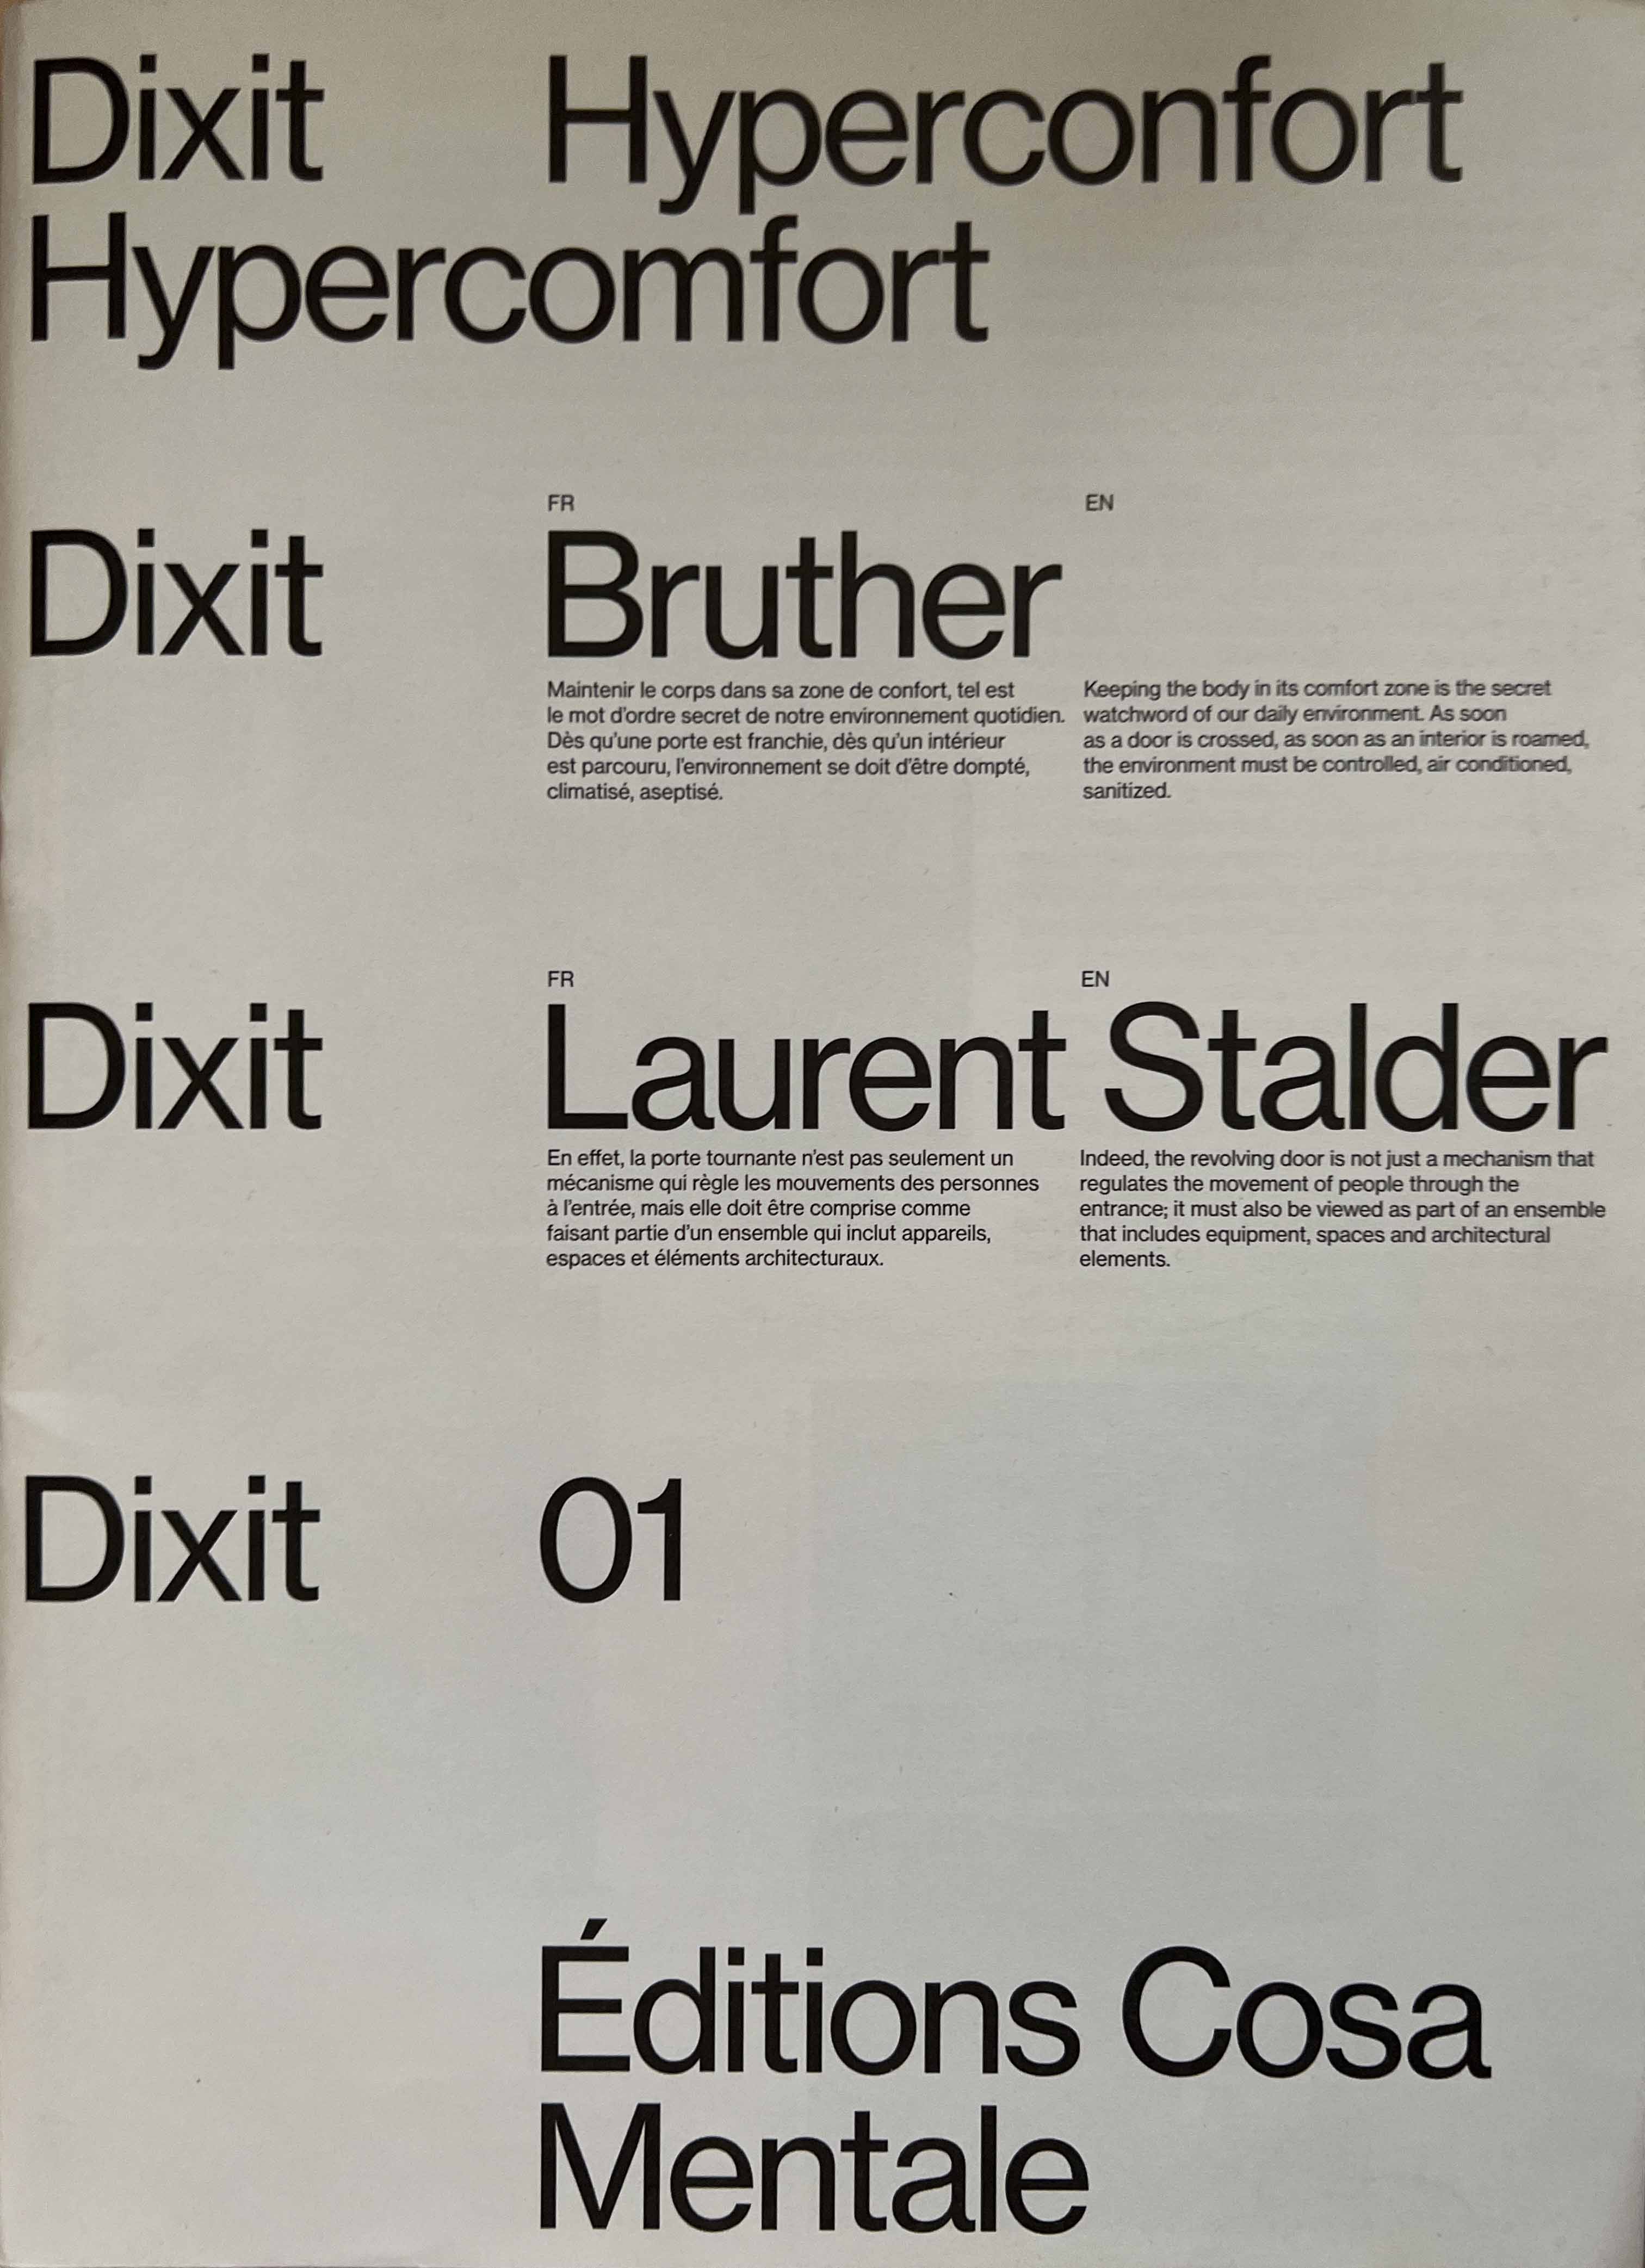 Dixit Hyperconfort
Hypercomfort
FR EN
Dixit Bruther
Maintenir le corps dans sa zone de confort, tel est
le mot d'ordre secret de notre environnement quotidien.
Dès qu'une porte est franchie, dès qu'un intérieur
est parcouru, l'environnement se doit d'être dompté,
climatisé, aseptisé.
Keeping the body in its comfort zone is the secret
watchword of our daily environment. As soon
as a door is crossed, as soon as an interior is roamed,
the environment must be controlled, air conditioned,
sanitized.
FR EN
Dixit Laurent Stalder
En effet, la porte tournante n'est pas seulement un
mécanisme qui règle les mouvements des personnes
à l'entrée, mais elle doit être comprise comme
faisant partie d'un ensemble qui inclut appareils,
espaces et éléments architecturaux.
Indeed, the revolving door is not just a mechanism that
regulates the movement of people through the
entrance; it must also be viewed as part of an ensemble
that includes equipment, spaces and architectural
elements.
Dixit 01
Éditions Cosa
Mentale